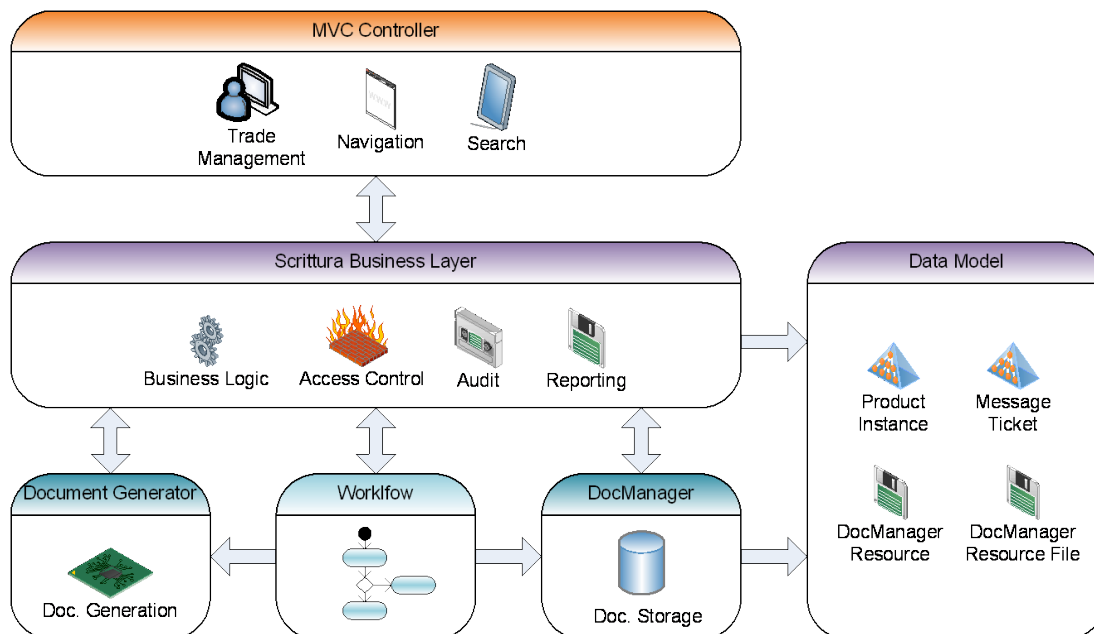 MVC Controller
WWW
Trade
Management
Navigation
Search
Scrittura Business Layer
Data Model
Business Logic
Access Control
Audit
Reporting
Product
Instance
Message
Ticket
Document Generator
Worklfow
DocManager
DocManager
Resource
DocManager
Resource File
Doc. Generation
Doc. Storage